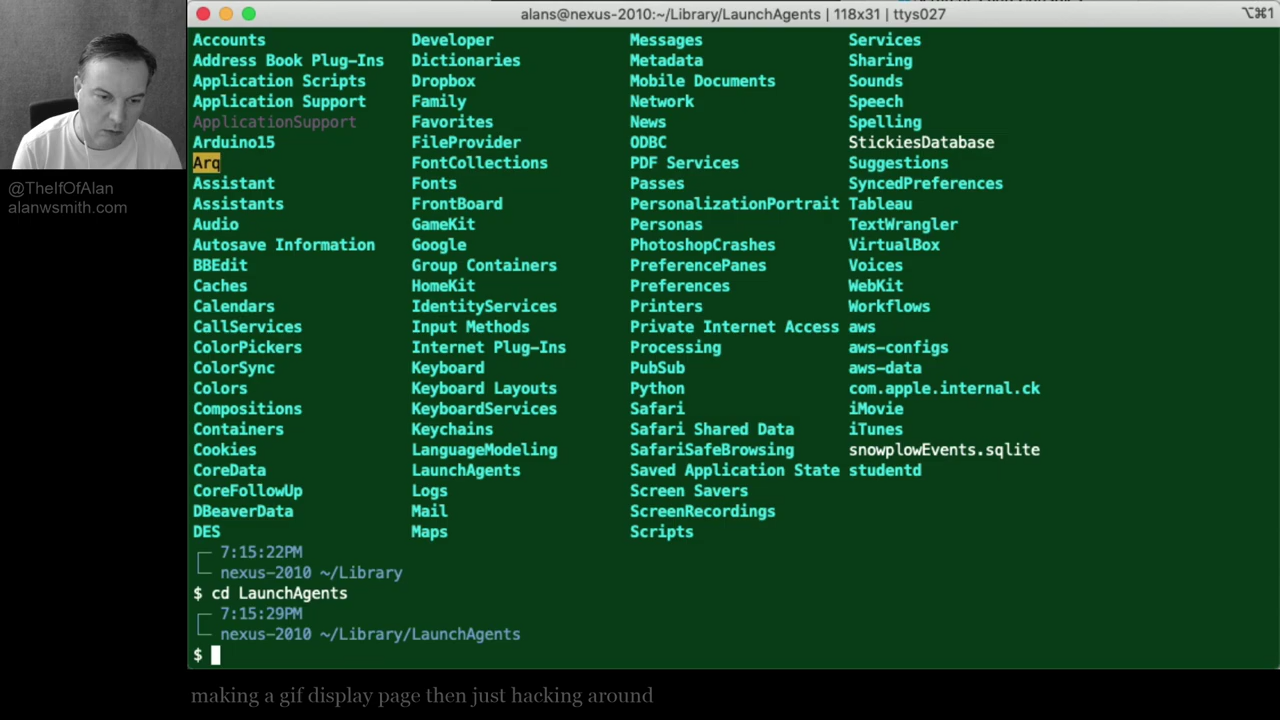 alans@nexus-2010:~/Library/LaunchAgents | 118x31 | ttys027
⌥⌘1
Accounts Developer Messages Services
Address Book Plug-Ins Dictionaries Metadata Sharing
Application Scripts Dropbox Mobile Documents Sounds
Application Support Family Network Speech
ApplicationSupport Favorites News Spelling
Arduino15 FileProvider ODBC StickiesDatabase
Arq FontCollections PDF Services Suggestions
Assistant Fonts Passes SyncedPreferences
Assistants FrontBoard PersonalizationPortrait Tableau
Audio GameKit Personas TextWrangler
Autosave Information Google PhotoshopCrashes VirtualBox
BBEdit Group Containers PreferencePanes Voices
Caches HomeKit Preferences WebKit
Calendars IdentityServices Printers Workflows
CallServices Input Methods Private Internet Access aws
ColorPickers Internet Plug-Ins Processing aws-configs
ColorSync Keyboard PubSub aws-data
Colors Keyboard Layouts Python com.apple.internal.ck
Compositions KeyboardServices Safari iMovie
Containers Keychains Safari Shared Data iTunes
Cookies LanguageModeling SafariSafeBrowsing snowplowEvents.sqlite
CoreData LaunchAgents Saved Application State studentd
CoreFollowUp Logs Screen Savers
DBeaverData Mail ScreenRecordings
DES Maps Scripts
7:15:22PM
nexus-2010 ~/Library
$ cd LaunchAgents
7:15:29PM
nexus-2010 ~/Library/LaunchAgents
$
@TheIfOfAlan
alanwsmith.com
making a gif display page then just hacking around